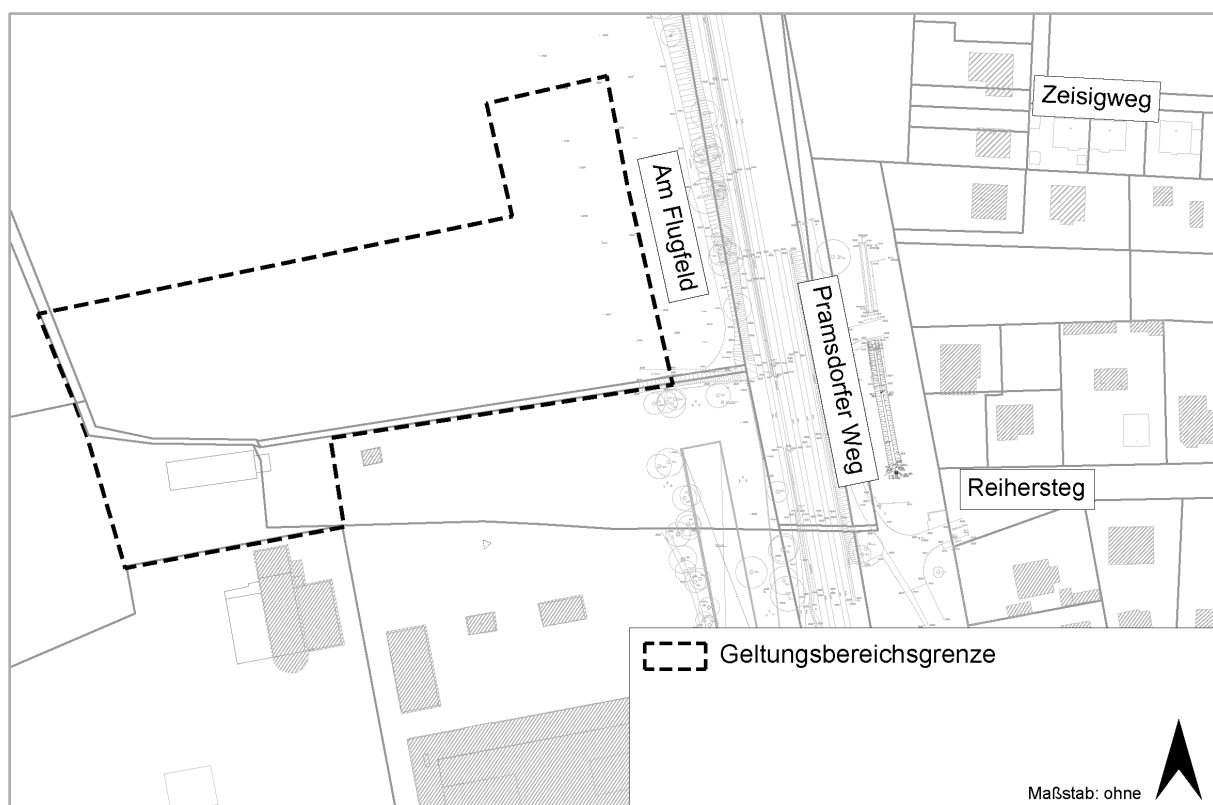 Zeisigweg
Am Flugfeld
Pramsdorfer Weg
Reihersteg
Geltungsbereichsgrenze
Maßstab: ohne